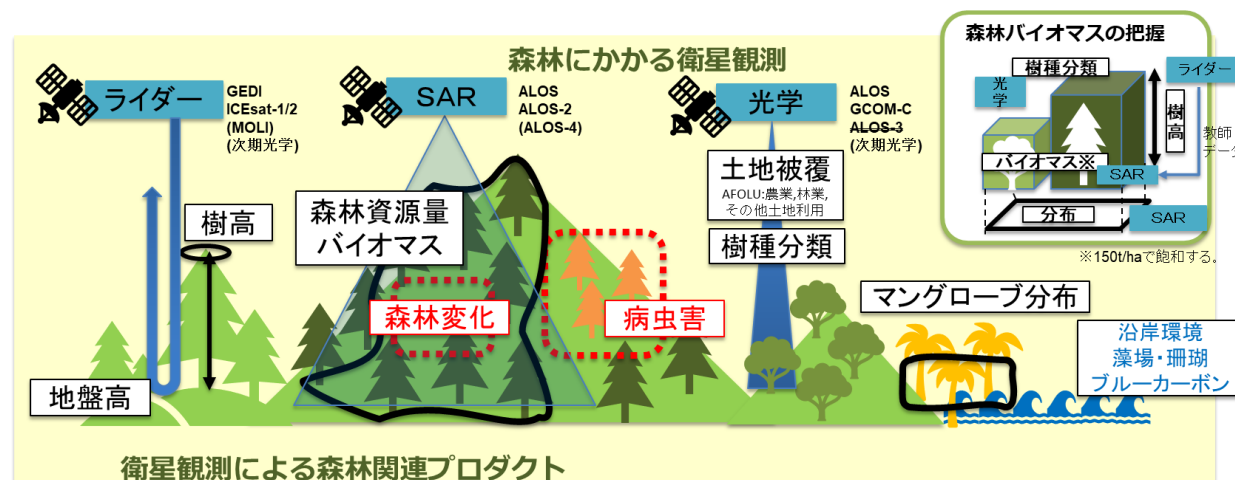 森林にかかる衛星観測
ライダー
GEDI
ICEsat-1/2
(MOLI)
(次期光学)
SAR
ALOS
ALOS-2
(ALOS-4)
光学
ALOS
GCOM-C
ALOS-3
(次期光学)
樹高
地盤高
森林資源量
バイオマス
森林変化
病虫害
土地被覆
AFOLU:農業,林業,
その他土地利用
樹種分類
マングローブ分布
沿岸環境
藻場・珊瑚
ブルーカーボン
森林バイオマスの把握
樹種分類
ライダー
光
学
樹
高
教師
データ
バイオマス※
SAR
分布
SAR
※150t/haで飽和する。
衛星観測による森林関連プロダクト